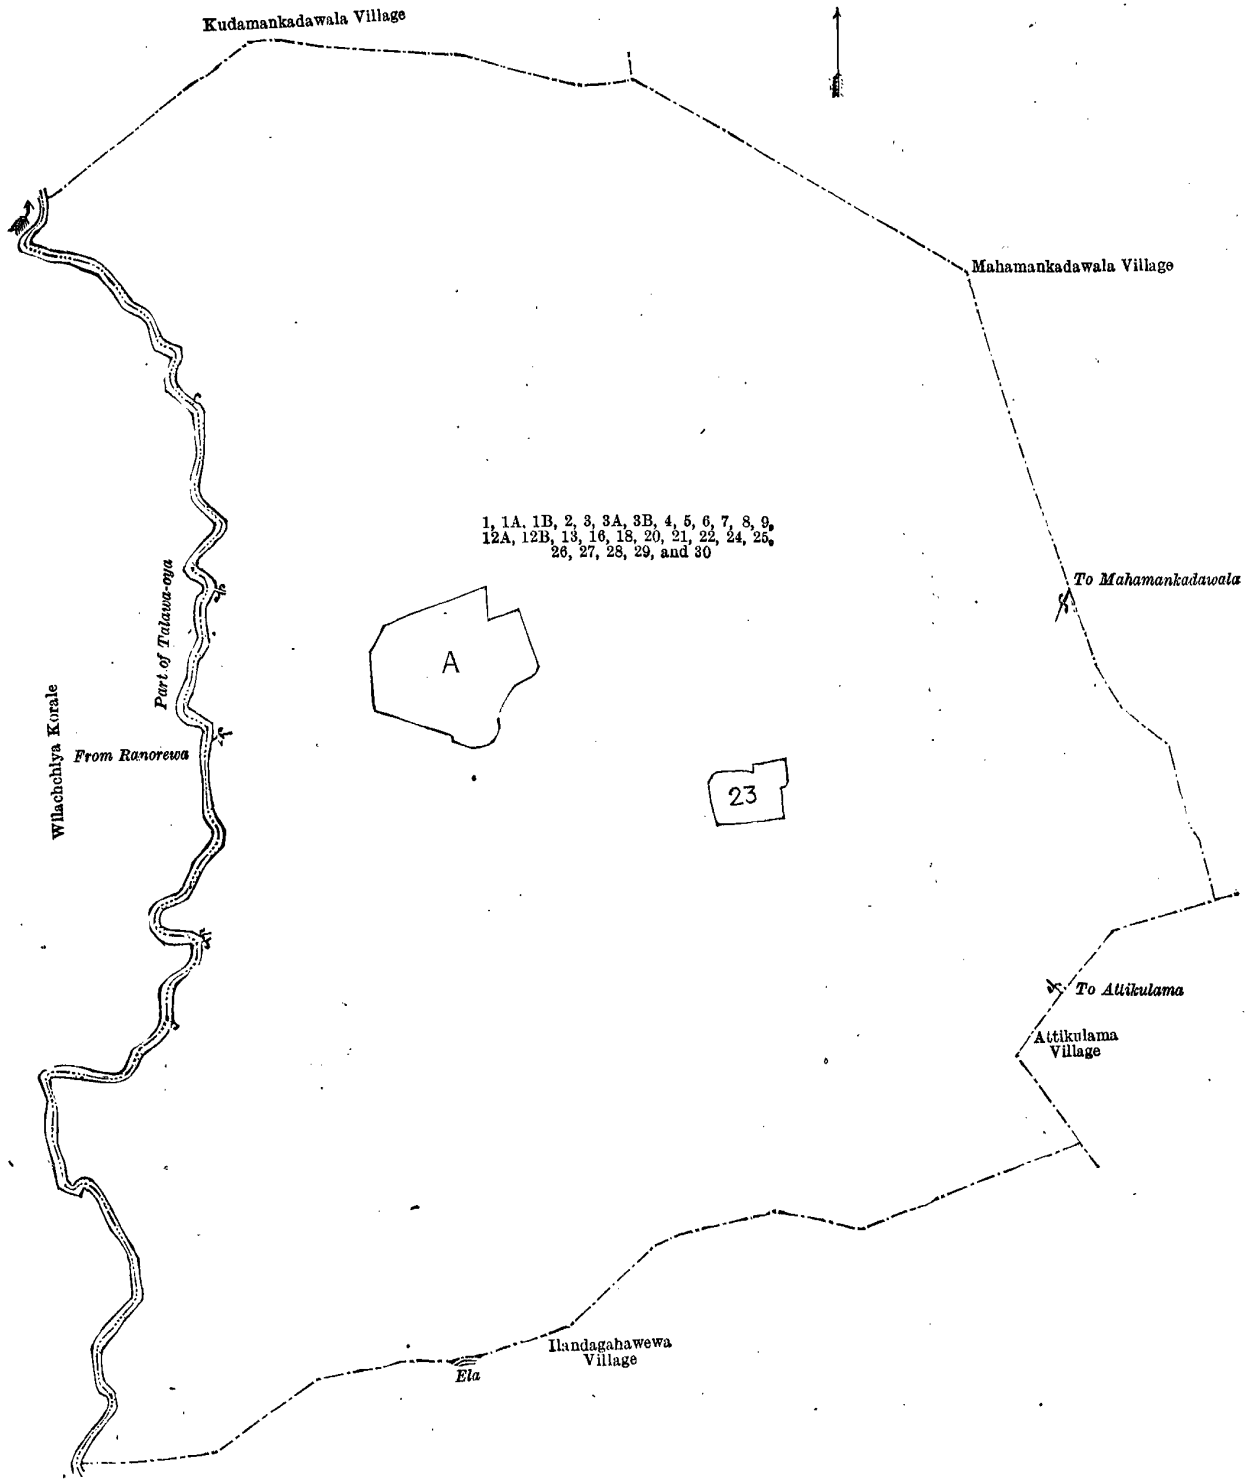 Kudamankadawala Village
Mahamankadawala Village
1, 1A, 1B, 2, 3, 3A, 3B, 4, 5, 6, 7, 8, 9,
12A, 12B, 13, 16, 18, 20, 21, 22, 24, 25,
26, 27, 28, 29, and 30
To Mahamankadawala
Part of Talawa-oya
A
Wilachchiya Korale
From Ranorewa
23
To Attikulama
Attikulama
Village
Ilandagahawewa
Village
Ela